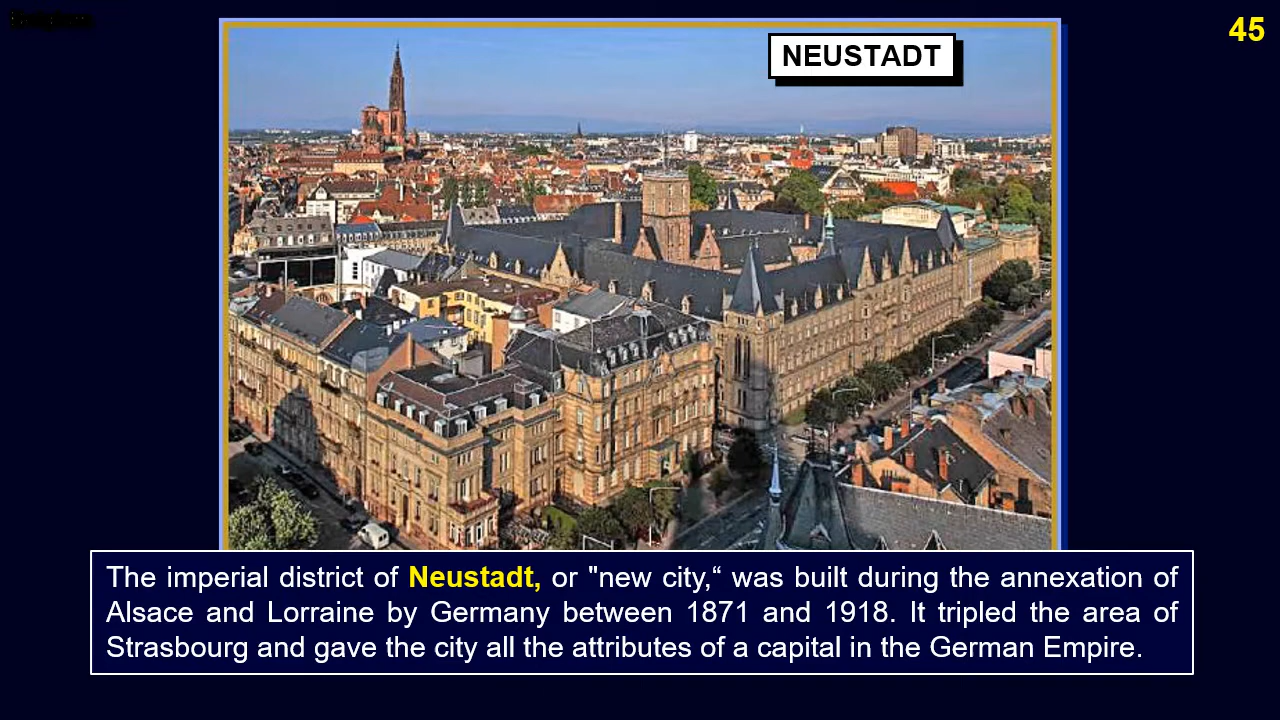 45
NEUSTADT
The imperial district of Neustadt, or "new city,“ was built during the annexation of
Alsace and Lorraine by Germany between 1871 and 1918. It tripled the area of
Strasbourg and gave the city all the attributes of a capital in the German Empire.